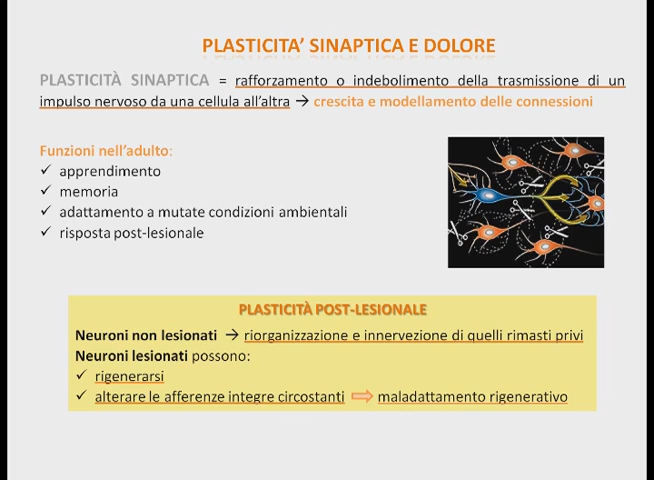 PLASTICITA' SINAPTICA E DOLORE
PLASTICITÀ SINAPTICA = rafforzamento o indebolimento della trasmissione di un
impulso nervoso da una cellula all'altra → crescita e modellamento delle connessioni
Funzioni nell'adulto:
✓ apprendimento
✓ memoria
✓ adattamento a mutate condizioni ambientali
✓ risposta post-lesionale
PLASTICITÀ POST-LESIONALE
Neuroni non lesionati → riorganizzazione e innervezione di quelli rimasti privi
Neuroni lesionati possono:
✓ rigenerarsi
✓ alterare le afferenze integre circostanti ⇨ maladattamento rigenerativo